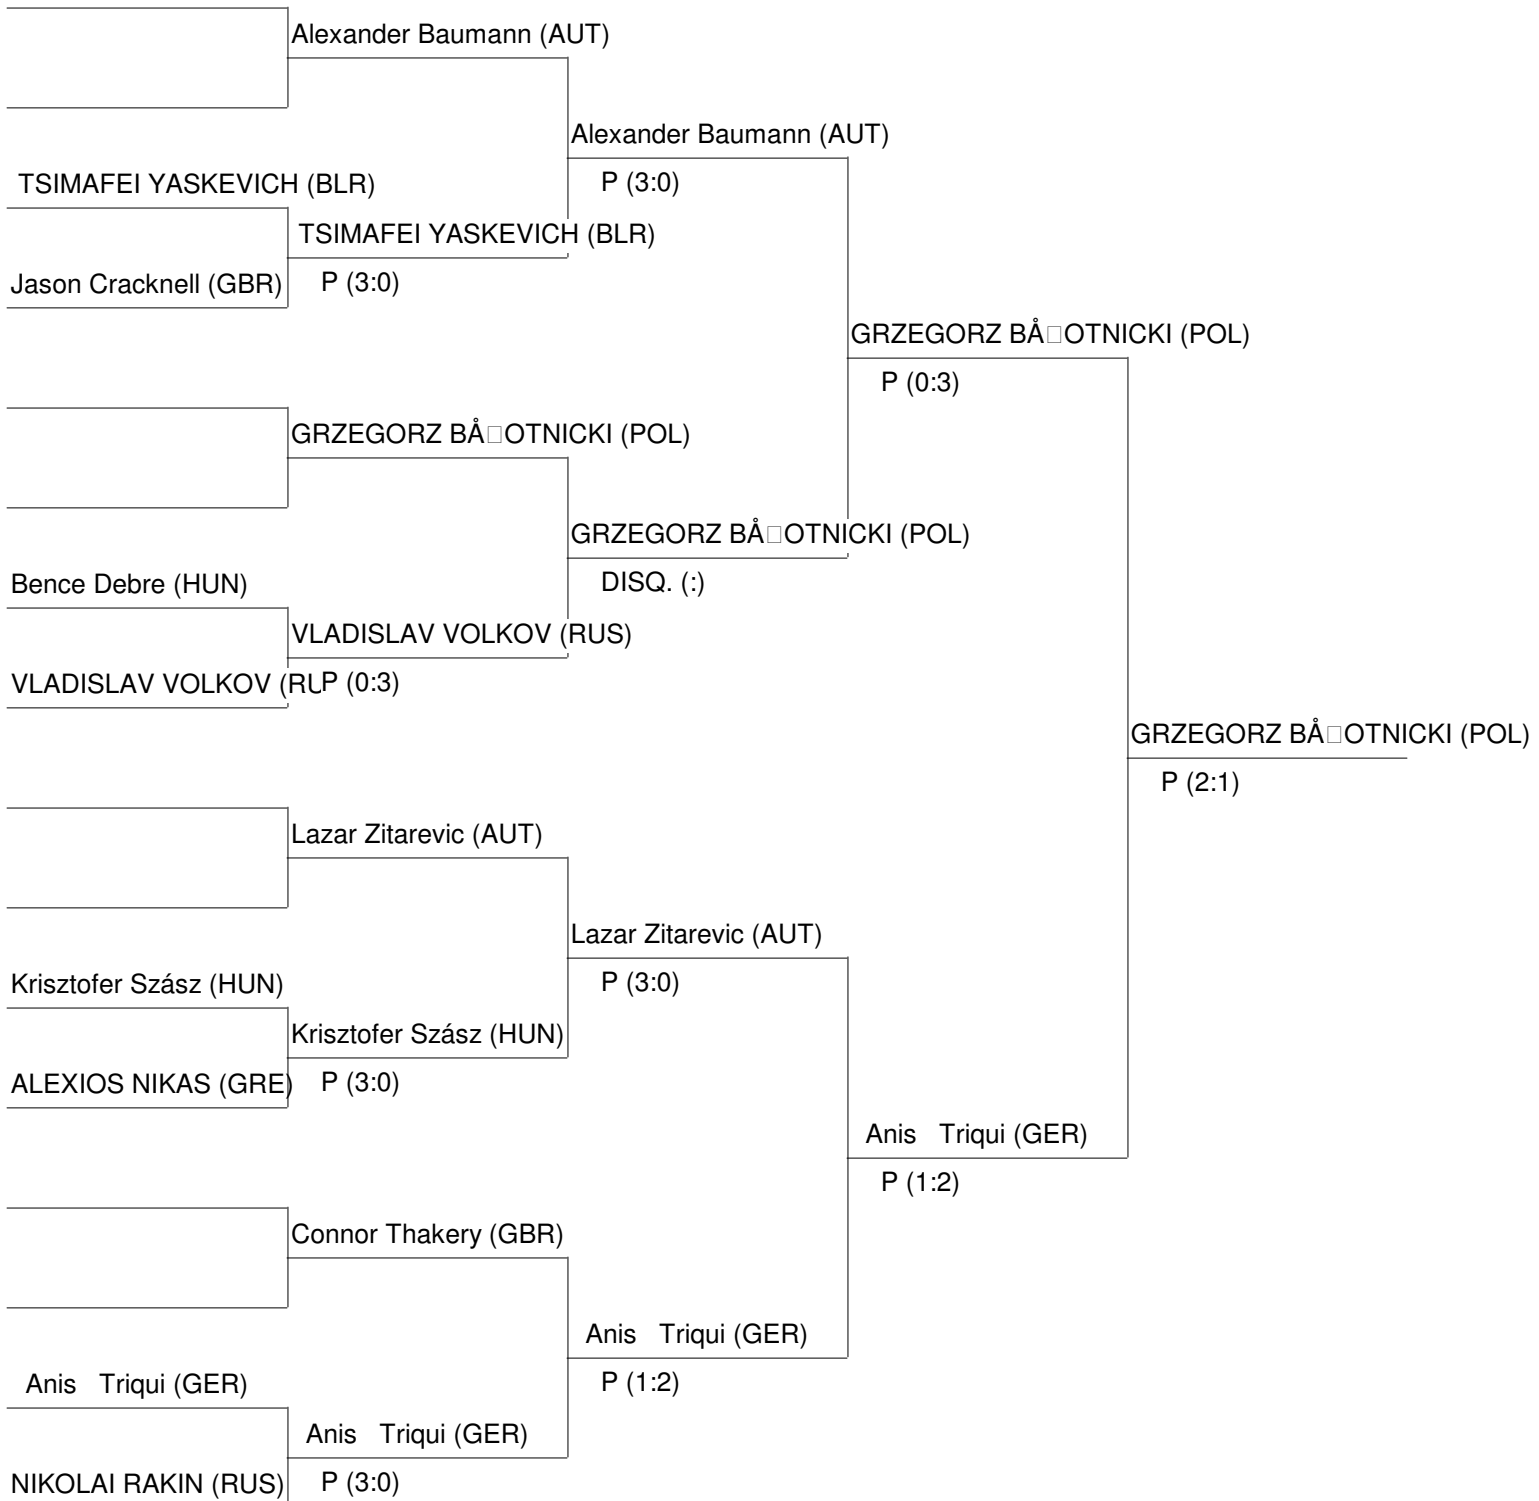 Alexander Baumann (AUT)
Alexander Baumann (AUT)
TSIMAFEI YASKEVICH (BLR)
P (3:0)
TSIMAFEI YASKEVICH (BLR)
Jason Cracknell (GBR)
P (3:0)
GRZEGORZ BÅ□OTNICKI (POL)
P (0:3)
GRZEGORZ BÅ□OTNICKI (POL)
GRZEGORZ BÅ□OTNICKI (POL)
Bence Debre (HUN)
DISQ. (:)
VLADISLAV VOLKOV (RUS)
VLADISLAV VOLKOV (RU
P (0:3)
GRZEGORZ BÅ□OTNICKI (POL)
P (2:1)
Lazar Zitarevic (AUT)
Lazar Zitarevic (AUT)
Krisztofer Szász (HUN)
P (3:0)
Krisztofer Szász (HUN)
ALEXIOS NIKAS (GRE)
P (3:0)
Anis Triqui (GER)
P (1:2)
Connor Thakery (GBR)
Anis Triqui (GER)
Anis Triqui (GER)
P (1:2)
Anis Triqui (GER)
NIKOLAI RAKIN (RUS)
P (3:0)